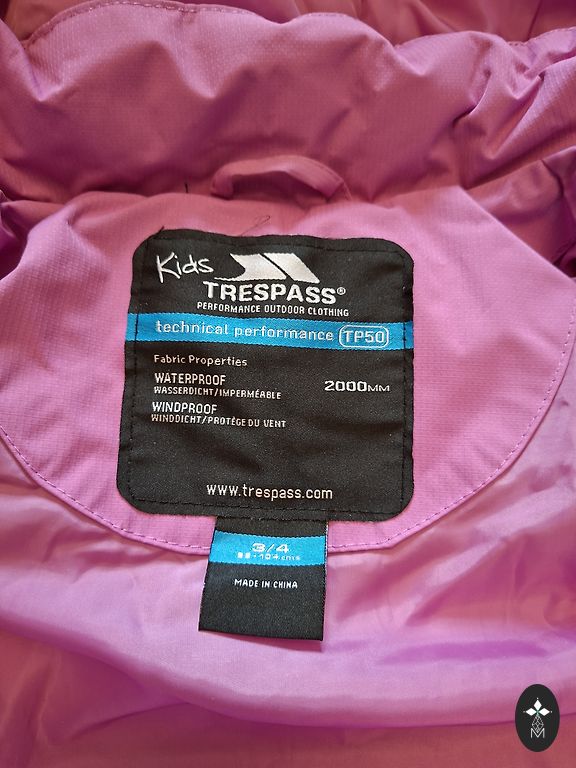 Kids
TRESPASS®
PERFORMANCE OUTDOOR CLOTHING
technical performance TP50
Fabric Properties
WATERPROOF 2000MM
WASSERDICHT/IMPERMÉABLE
WINDPROOF
WINDDICHT/PROTÈGE DU VENT
www.trespass.com
3/4
MADE IN CHINA
M